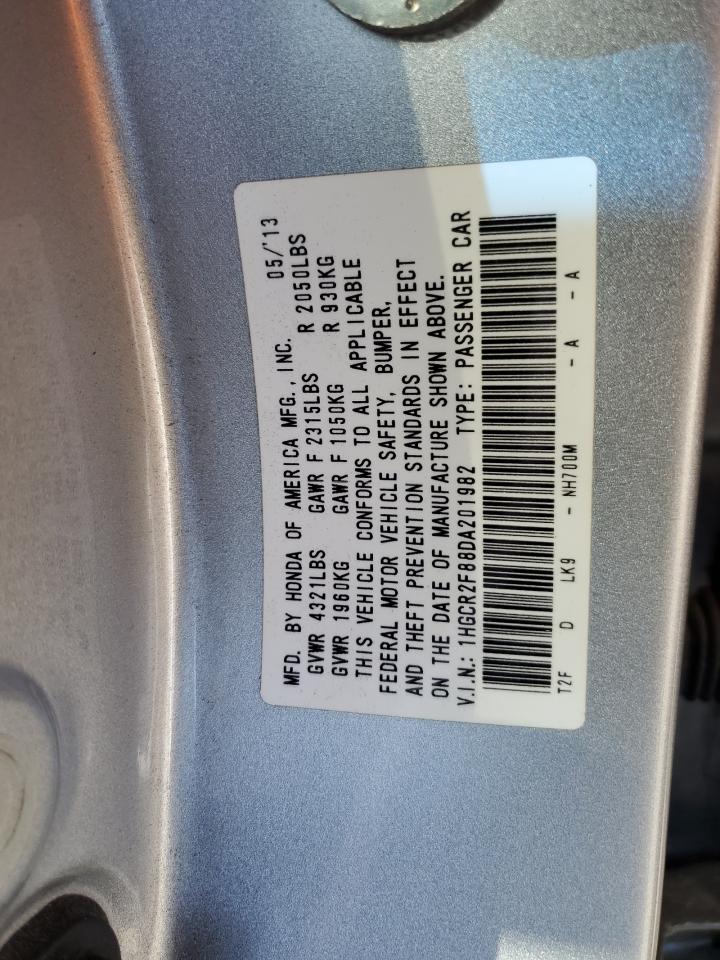 MFD. BY HONDA OF AMERICA MFG., INC. 05/'13
GVWR 4321LBS GAWR F 2315LBS R 2050LBS
GVWR 1960KG GAWR F 1050KG R 930KG
THIS VEHICLE CONFORMS TO ALL APPLICABLE
FEDERAL MOTOR VEHICLE SAFETY, BUMPER,
AND THEFT PREVENTION STANDARDS IN EFFECT
ON THE DATE OF MANUFACTURE SHOWN ABOVE.
V.I.N.: 1HGCR2F88DA201982 TYPE: PASSENGER CAR
T2F D LK9 - NH700M - A - A